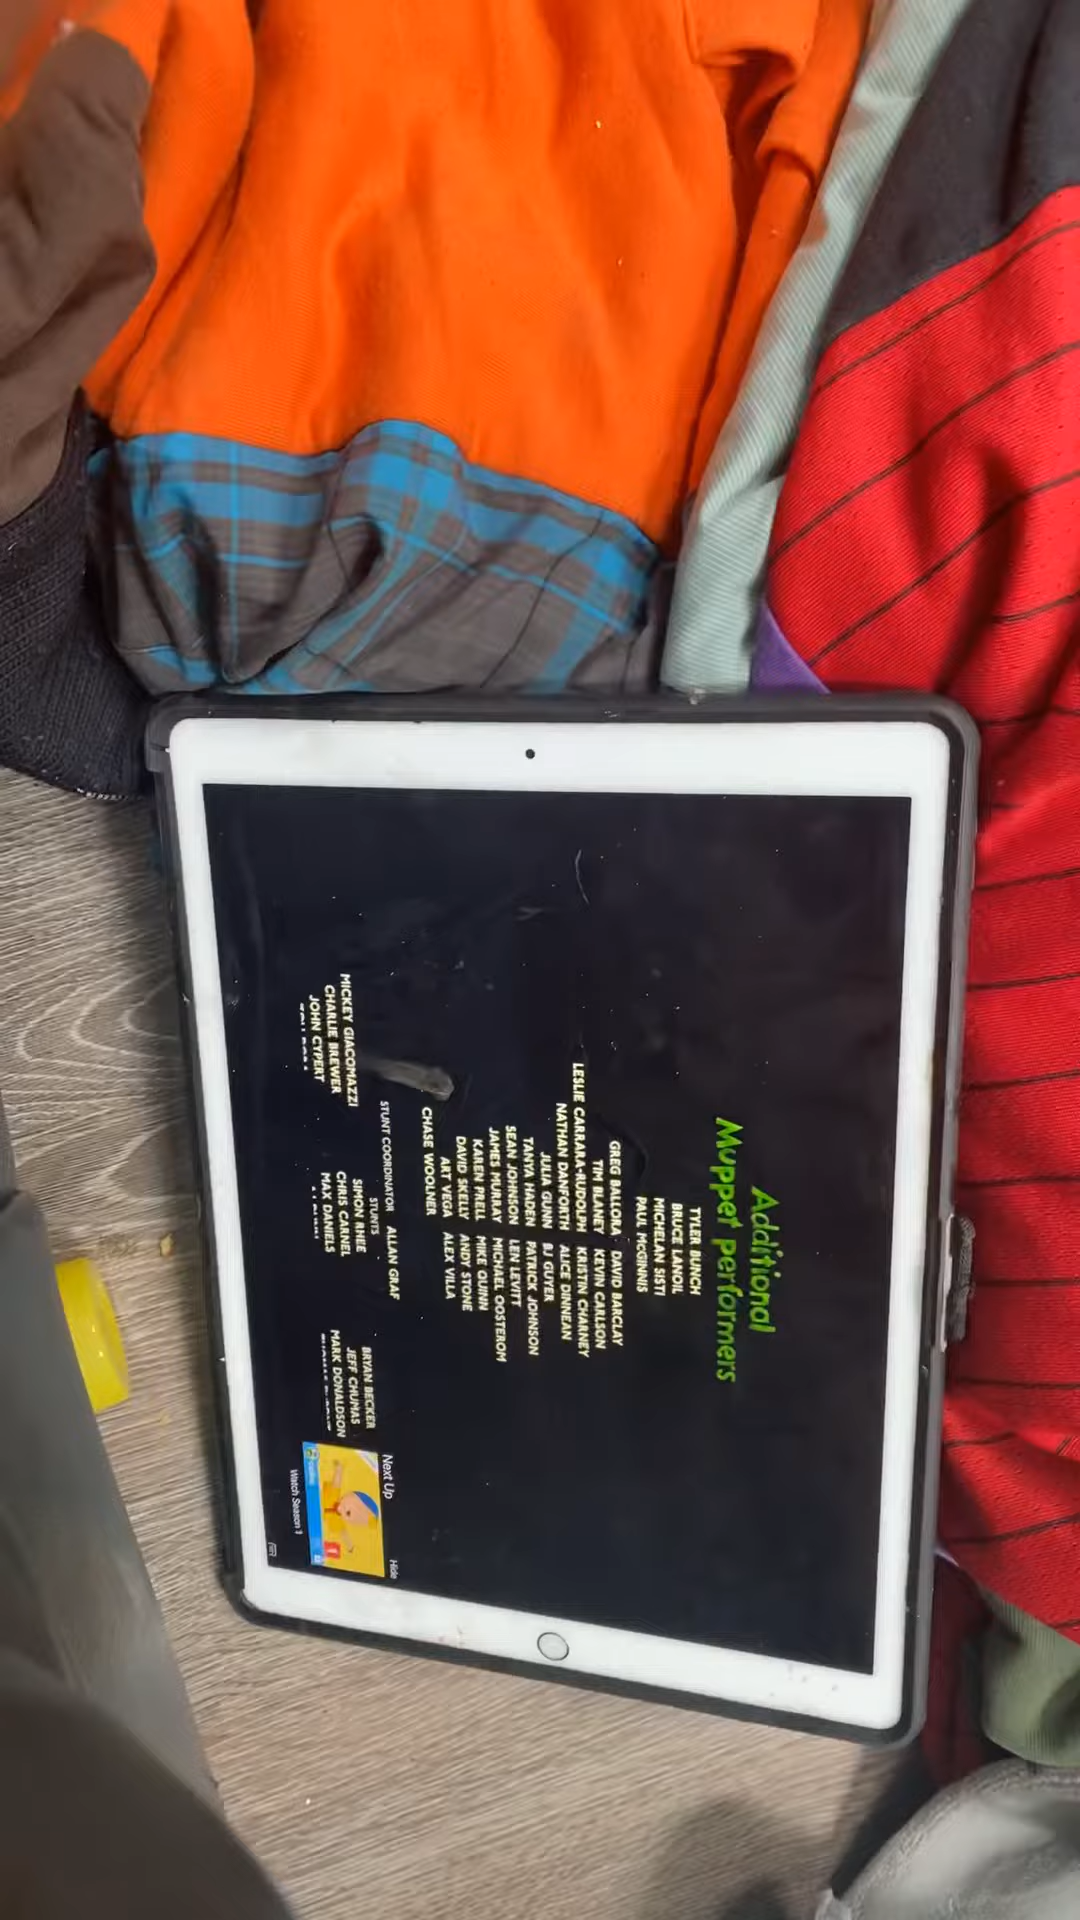 Additional
Muppet performers
TYLER BUNCH
BRUCE LANOIL
MICHELAN SISTI
PAUL McGINNIS
GREG BALLORA DAVID BARCLAY
TIM BLANEY KEVIN CARLSON
LESLIE CARRARA-RUDOLPH KRISTIN CHARNEY
NATHAN DANFORTH ALICE DINNEAN
JULIA GUNN BJ GUYER
TANYA HADEN PATRICK JOHNSON
SEAN JOHNSON LEN LEVITT
JAMES MURRAY MICHAEL OOSTEROM
KAREN PRELL MIKE QUINN
DAVID SKELLY ANDY STONE
ART VEGA ALEX VILLA
CHASE WOOLNER
STUNT COORDINATOR ALLAN GRAF
STUNTS
MICKEY GIACOMAZZI SIMON RHEE BRYAN BECKER
CHARLIE BREWER CHRIS CARNEL JEFF CHUMAS
JOHN CYPERT MAX DANIELS MARK DONALDSON
Next Up Hide
Watch Season 1